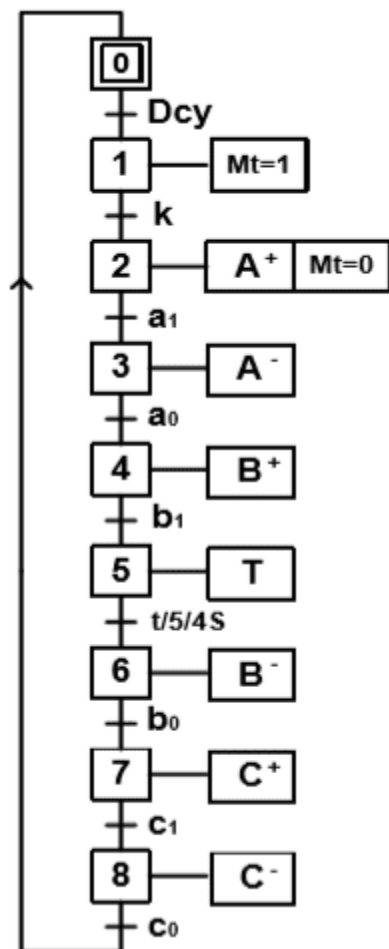 0
Dcy
1 Mt=1
k
2 A⁺ Mt=0
a₁
3 A⁻
a₀
4 B⁺
b₁
5 T
t/5/4S
6 B⁻
b₀
7 C⁺
c₁
8 C⁻
c₀